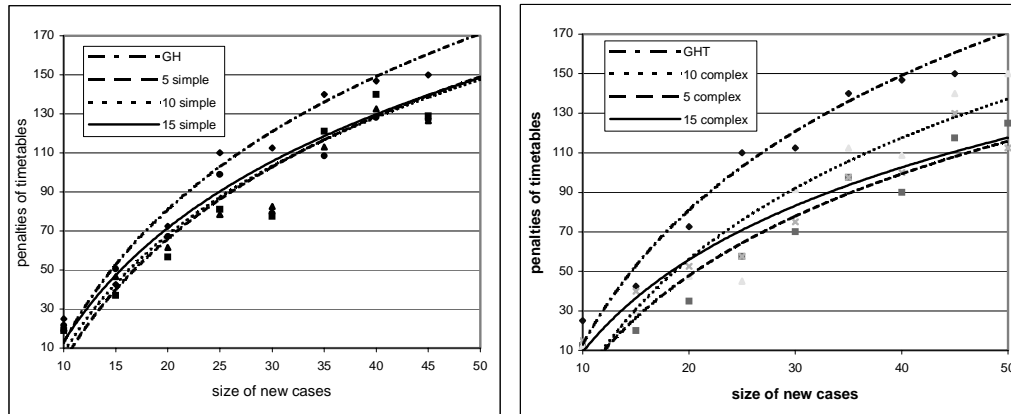 penalties of timetables
170
150
130
110
90
70
50
30
10
GH
5 simple
10 simple
15 simple
10 15 20 25 30 35 40 45 50
size of new cases
penalties of timetables
170
150
130
110
90
70
50
30
10
GHT
10 complex
5 complex
15 complex
10 20 30 40 50
size of new cases